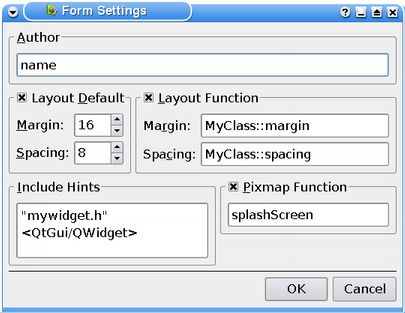 Form Settings
Author
name
Layout Default
Margin: 16
Spacing: 8
Layout Function
Margin: MyClass::margin
Spacing: MyClass::spacing
Include Hints
"mywidget.h"
<QtGui/QWidget>
Pixmap Function
splashScreen
OK Cancel